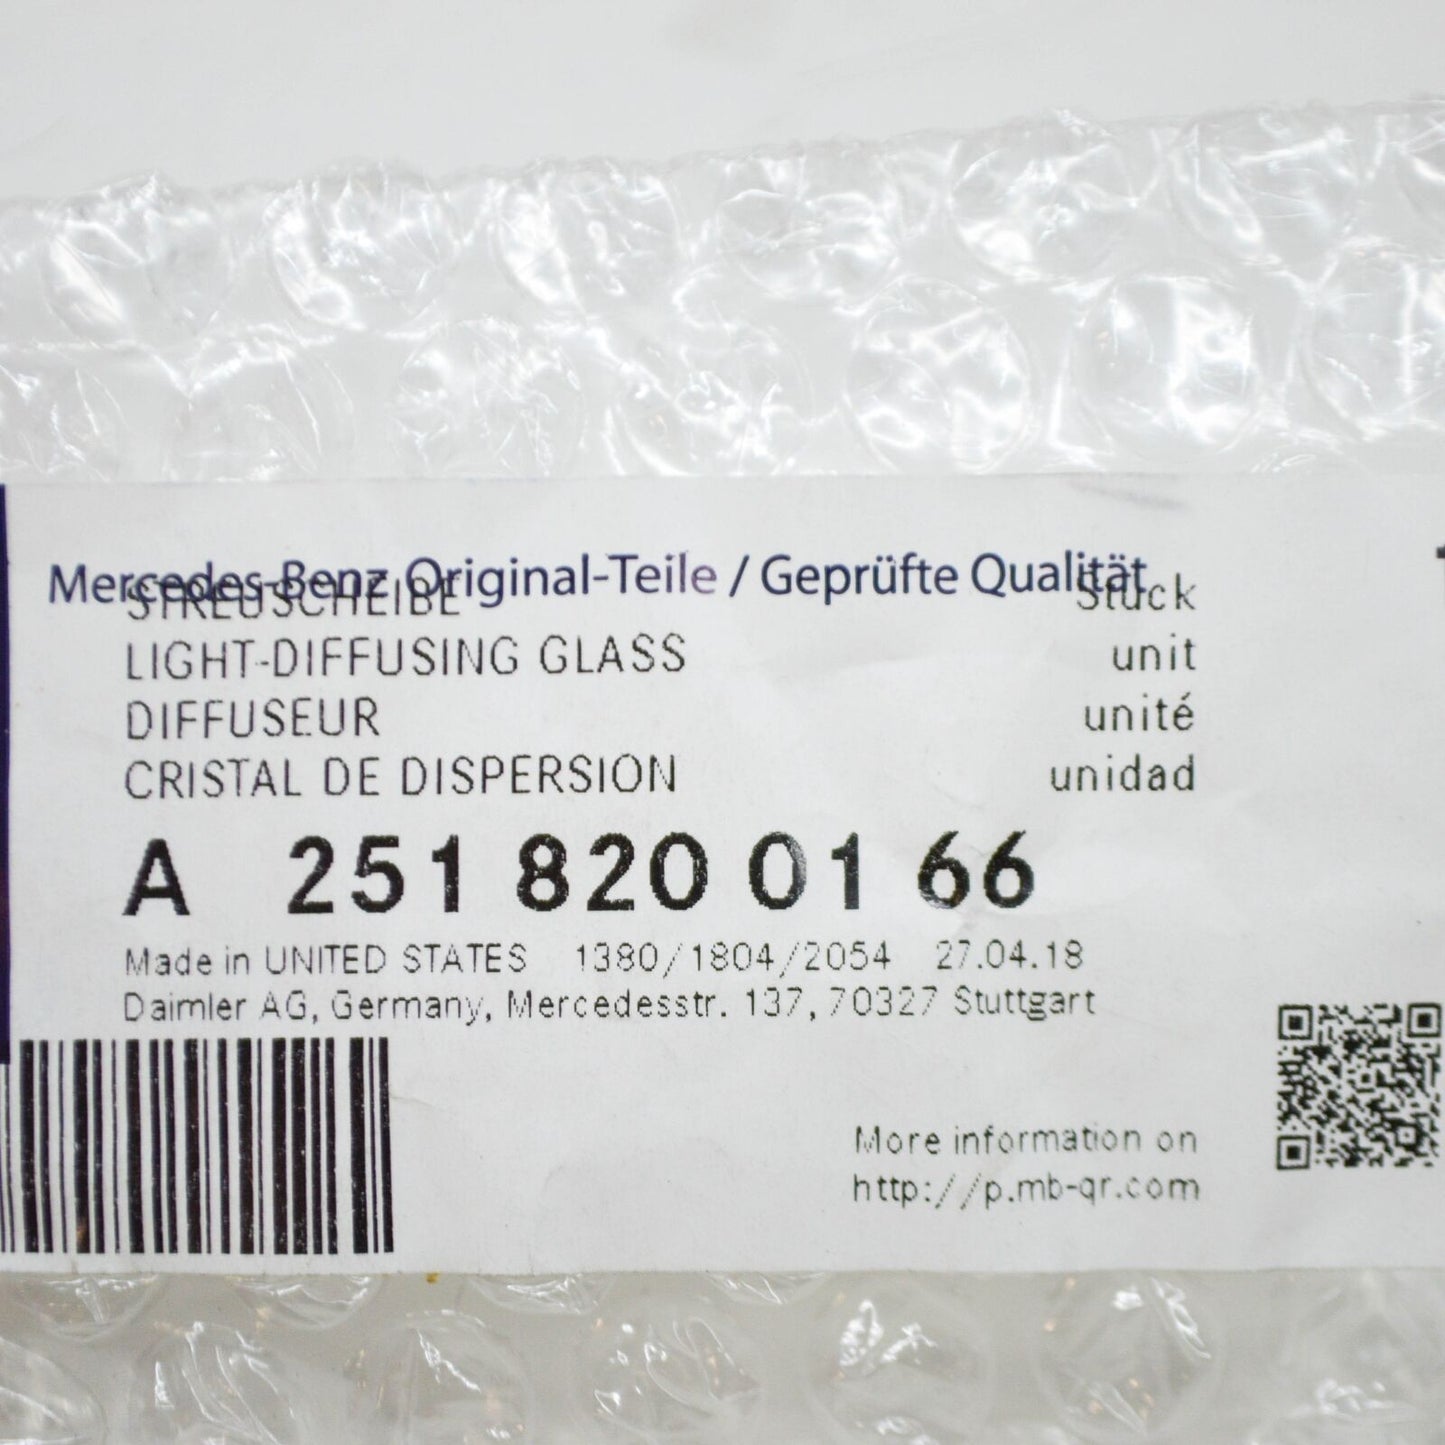 Mercedes-Benz Original-Teile / Geprüfte Qualität
STREUSCHEIBE Stück
LIGHT-DIFFUSING GLASS unit
DIFFUSEUR unité
CRISTAL DE DISPERSION unidad
A 251 820 01 66
Made in UNITED STATES 1380/1804/2054 27.04.18
Daimler AG, Germany, Mercedesstr. 137, 70327 Stuttgart
More information on
http://p.mb-qr.com